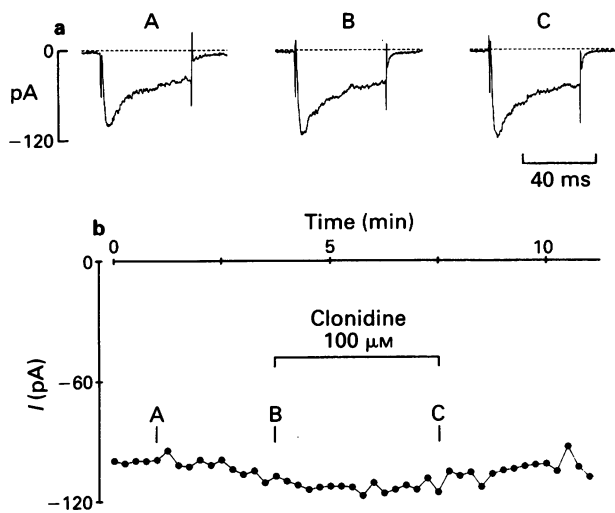 A B C
a 0
pA
−120
40 ms
b Time (min)
0 5 10
0
Clonidine
100 μM
−60
I (pA)
A B C
−120